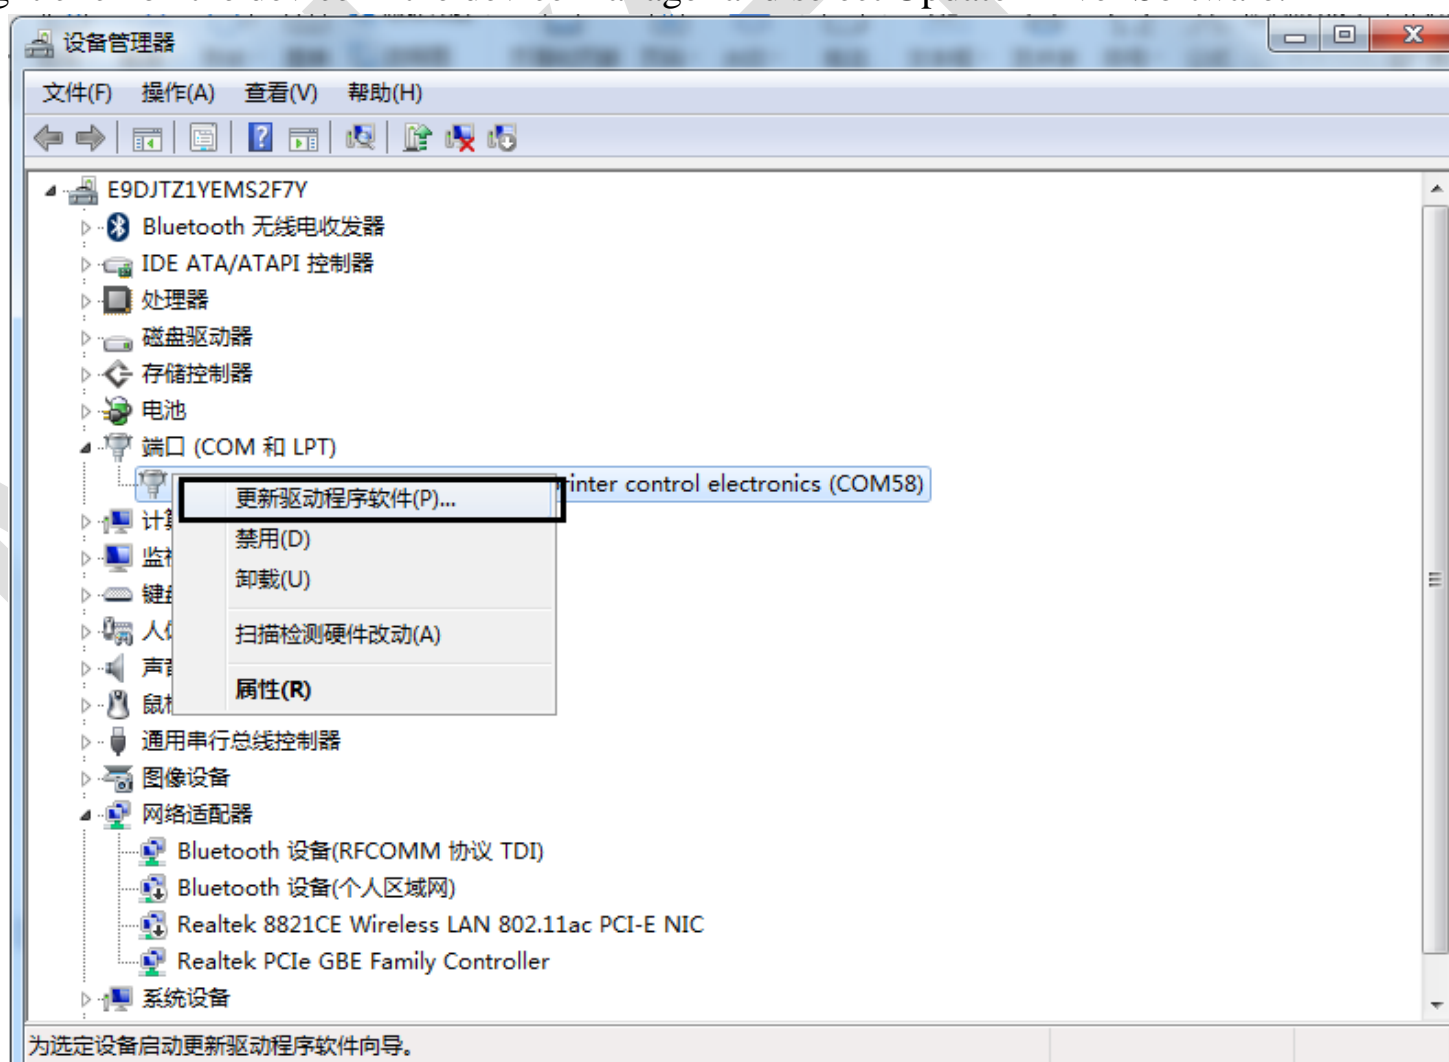 设备管理器
文件(F) 操作(A) 查看(V) 帮助(H)
E9DJTZ1YEMS2F7Y
Bluetooth 无线电收发器
IDE ATA/ATAPI 控制器
处理器
磁盘驱动器
存储控制器
电池
端口 (COM 和 LPT)
control electronics (COM58)
更新驱动程序软件(P)...
禁用(D)
卸载(U)
扫描检测硬件改动(A)
属性(R)
通用串行总线控制器
图像设备
网络适配器
Bluetooth 设备(RFCOMM 协议 TDI)
Bluetooth 设备(个人区域网)
Realtek 8821CE Wireless LAN 802.11ac PCI-E NIC
Realtek PCIe GBE Family Controller
系统设备
为选定设备启动更新驱动程序软件向导。